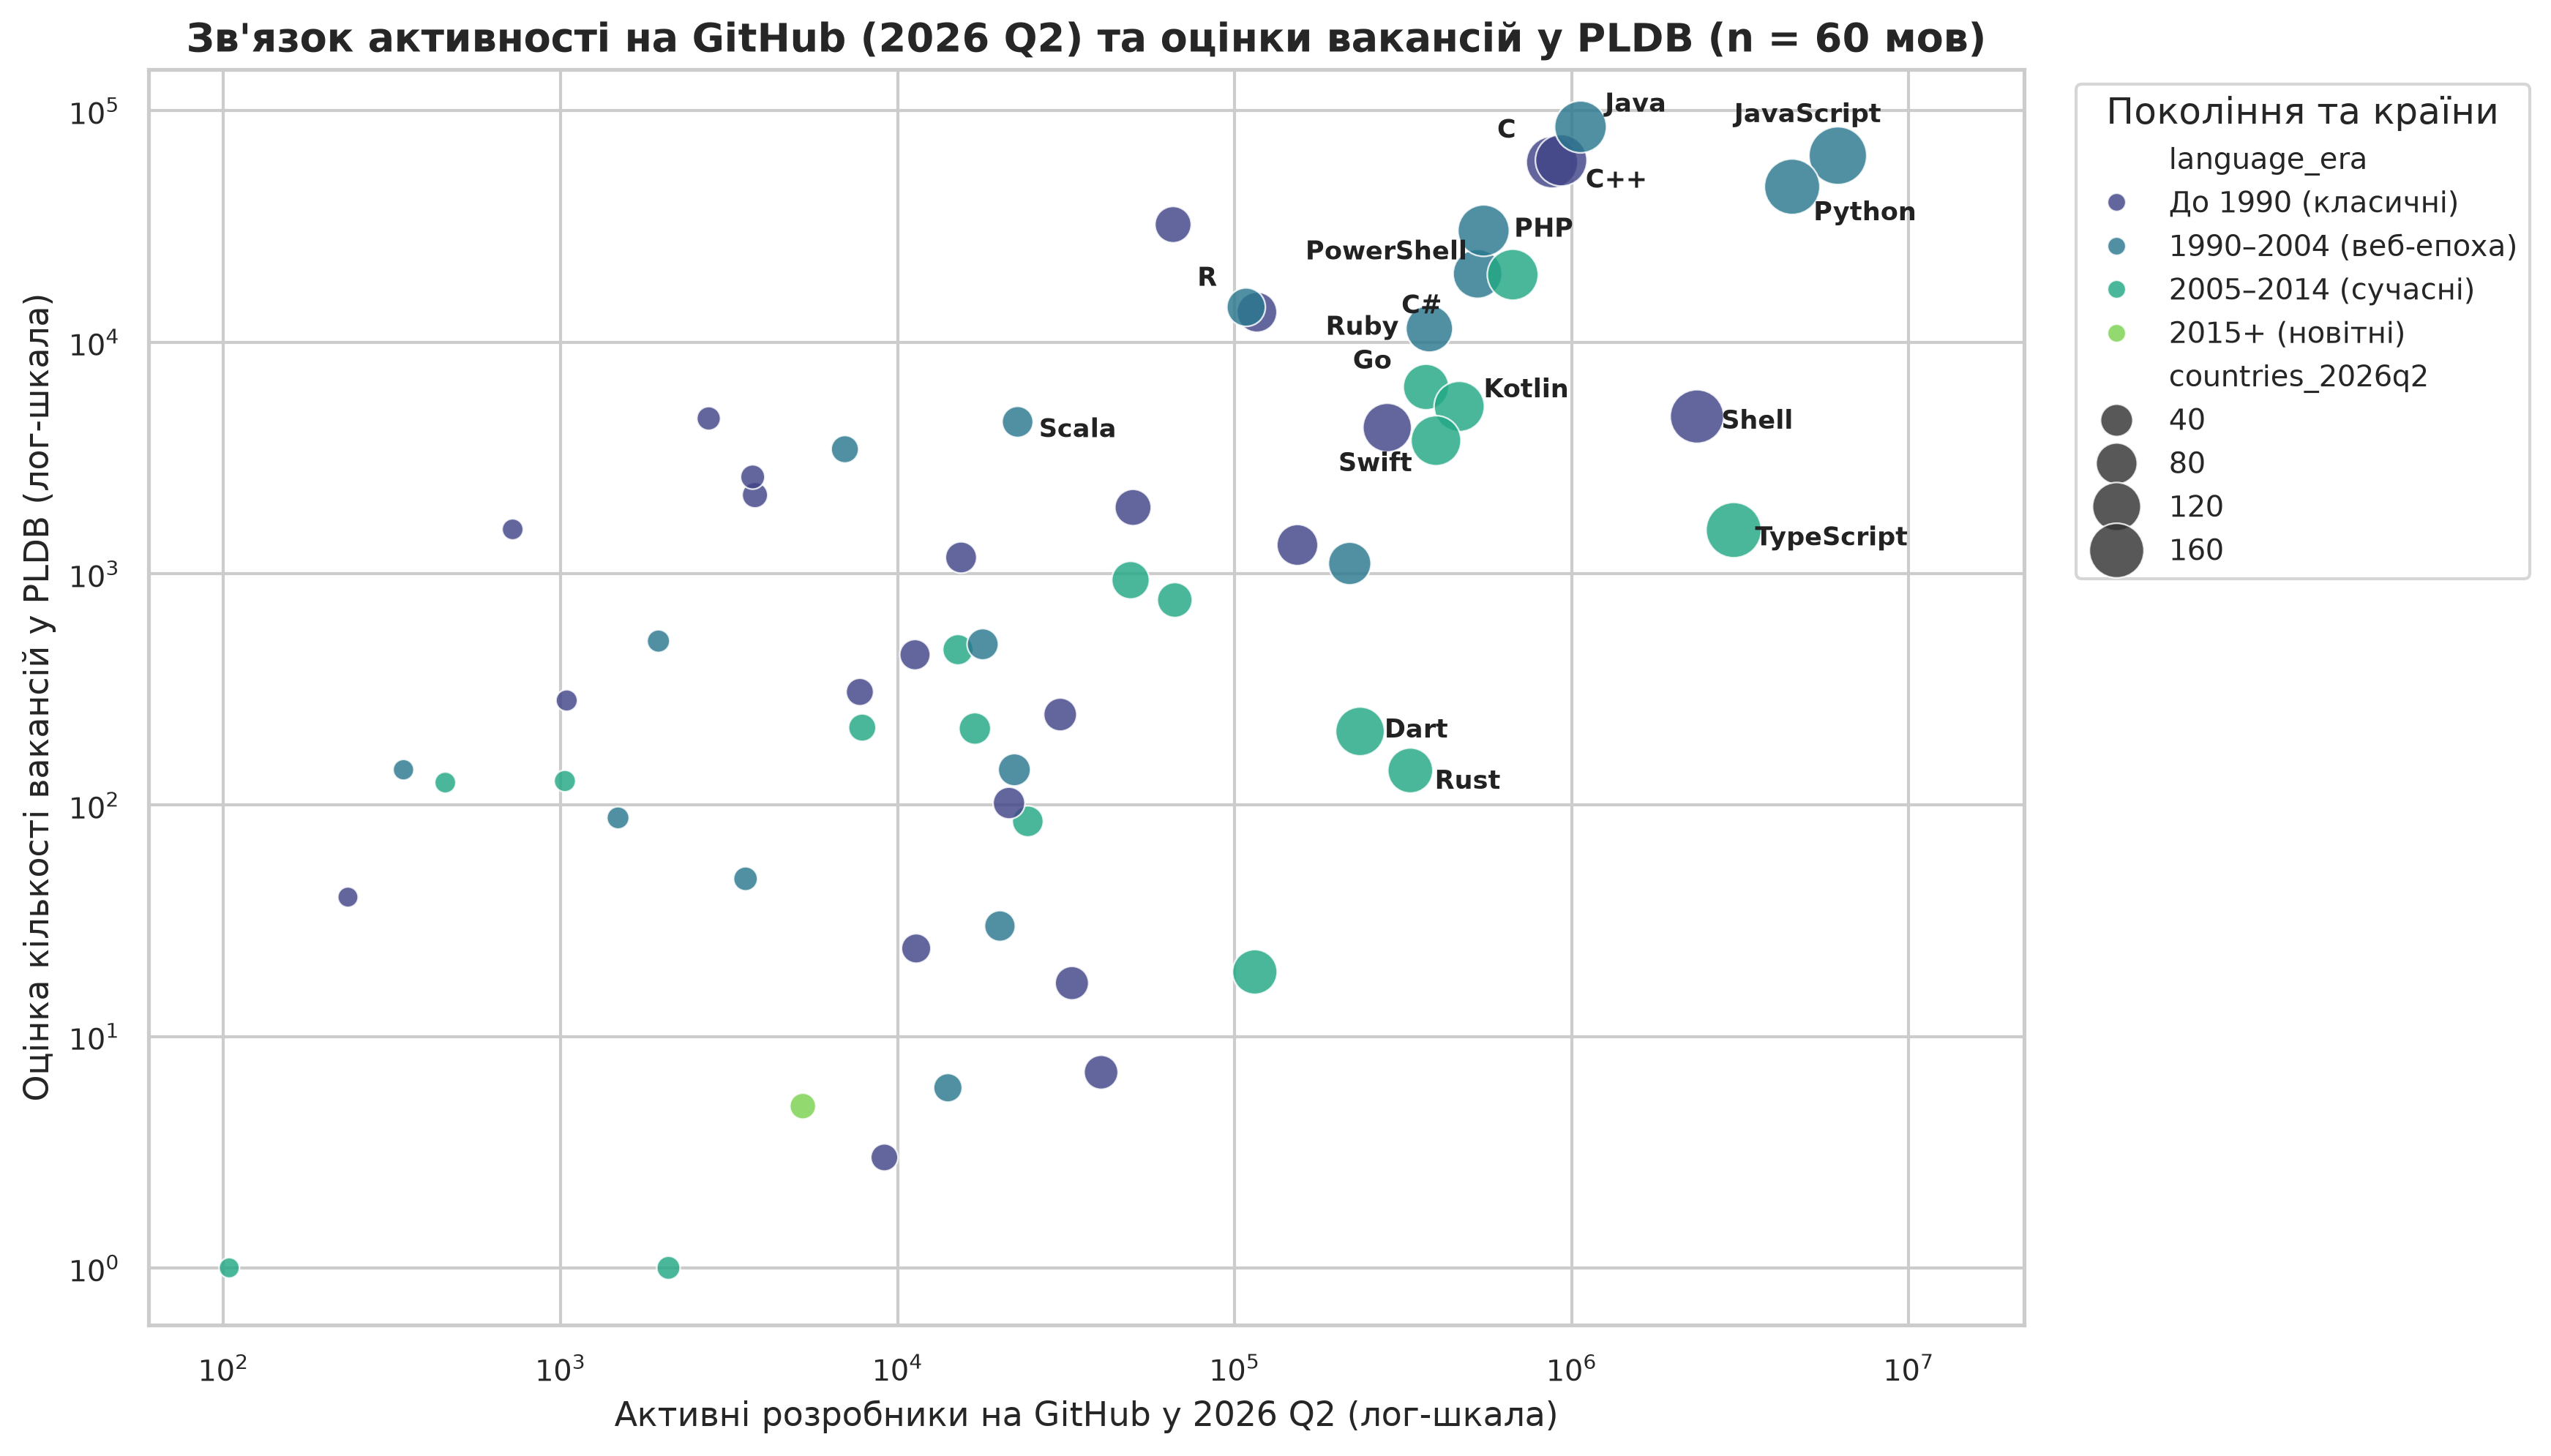 Зв'язок активності на GitHub (2026 Q2) та оцінки вакансій у PLDB (n = 60 мов)
Оцінка кількості вакансій у PLDB (лог-шкала)
10⁵
10⁴
10³
10²
10¹
10⁰
Java
JavaScript
C
C++
Python
PHP
PowerShell
R
C#
Ruby
Go
Kotlin
Scala
Shell
Swift
TypeScript
Dart
Rust
10²
10³
10⁴
10⁵
10⁶
10⁷
Активні розробники на GitHub у 2026 Q2 (лог-шкала)
Покоління та країни
language_era
До 1990 (класичні)
1990–2004 (веб-епоха)
2005–2014 (сучасні)
2015+ (новітні)
countries_2026q2
40
80
120
160